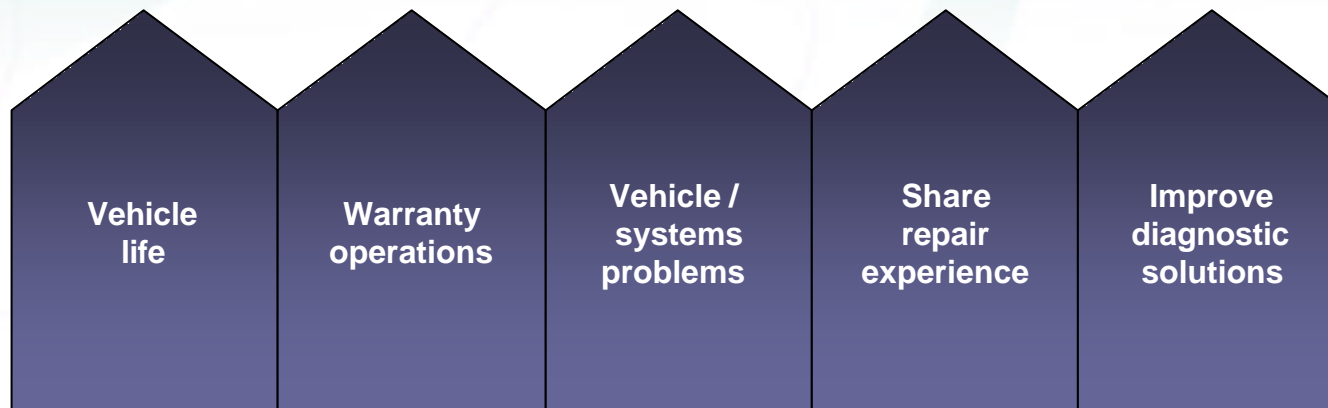 Vehicle
life
Warranty
operations
Vehicle /
systems
problems
Share
repair
experience
Improve
diagnostic
solutions